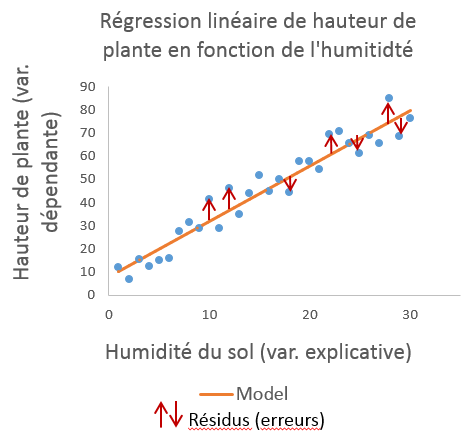 Régression linéaire de hauteur de
plante en fonction de l'humitidté
Hauteur de plante (var.
dépendante)
90
80
70
60
50
40
30
20
10
0
0
10
20
30
Humidité du sol (var. explicative)
Model
Résidus (erreurs)